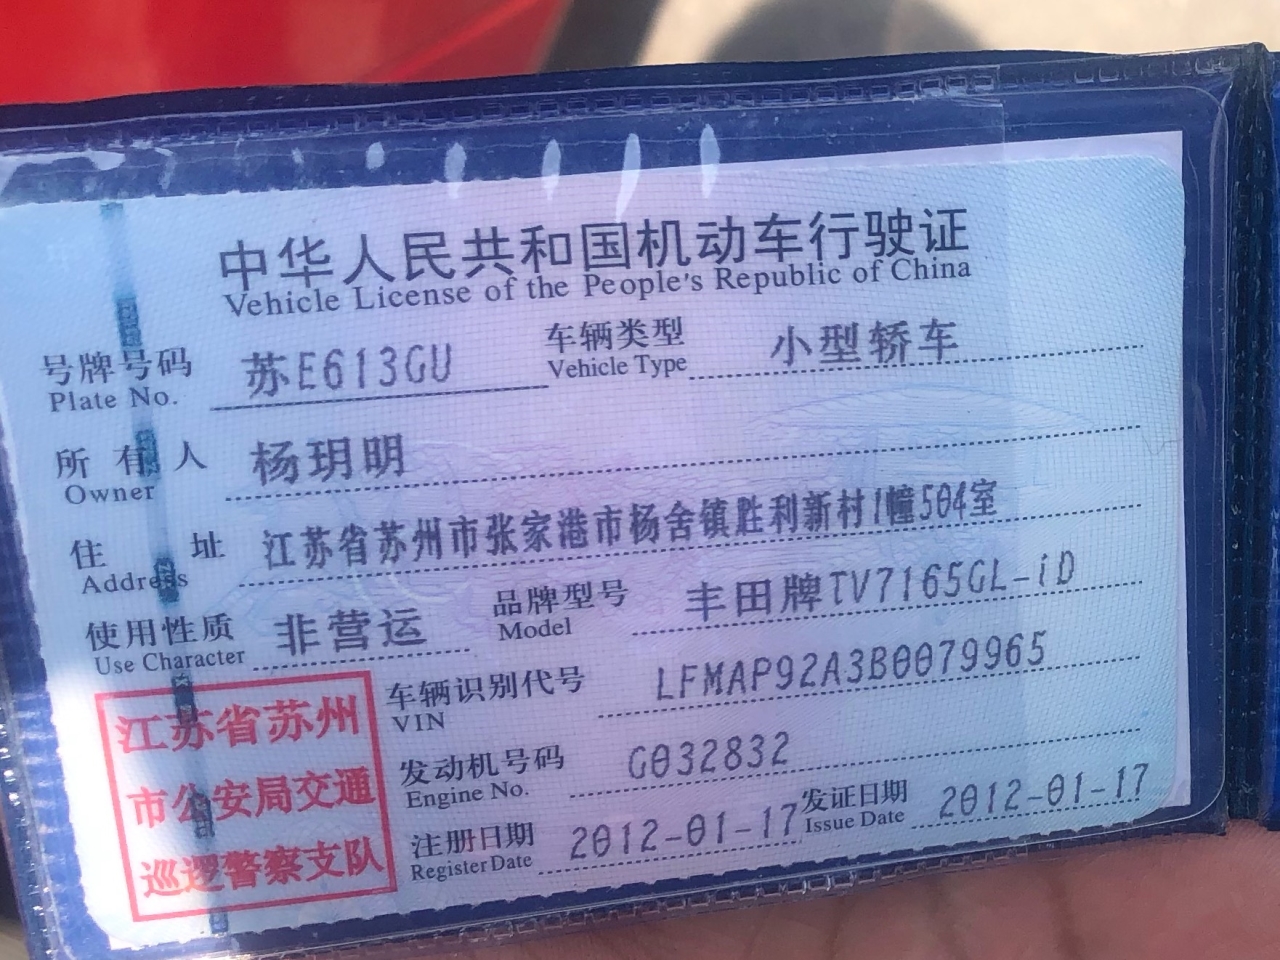 中华人民共和国机动车行驶证
Vehicle License of the People's Republic of China
号牌号码 苏E613GU 车辆类型 小型轿车
Plate No. Vehicle Type
所有人 杨玥明
Owner
住址 江苏省苏州市张家港市杨舍镇胜利新村1幢504室
Address
使用性质 非营运 品牌型号 丰田牌TV7165GL-iD
Use Character Model
车辆识别代号 LFMAP92A3B0079965
VIN
发动机号码 G032832
Engine No.
注册日期 2012-01-17 发证日期 2012-01-17
Register Date Issue Date
江苏省苏州
市公安局交通
巡逻警察支队